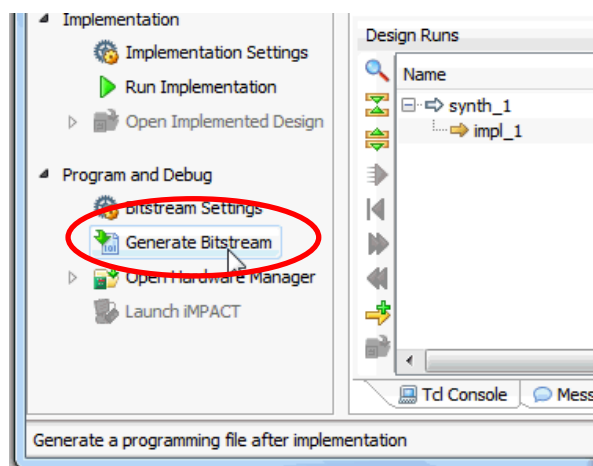 Implementation
Implementation Settings
Run Implementation
Open Implemented Design
Program and Debug
Bitstream Settings
Generate Bitstream
Open Hardware Manager
Launch iMPACT
Design Runs
Name
synth_1
impl_1
Tcl Console
Mess
Generate a programming file after implementation